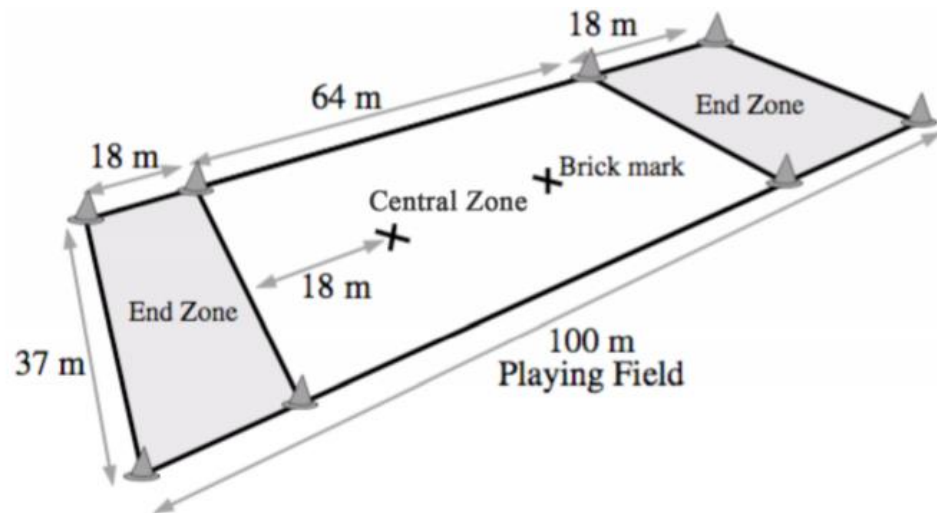 18 m
64 m
End Zone
18 m
Brick mark
Central Zone
18 m
End Zone
37 m
100 m
Playing Field